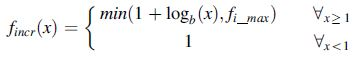 f_incr(x) = { min(1 + log_b(x), f_i_max) ∀x≥1
1 ∀x<1